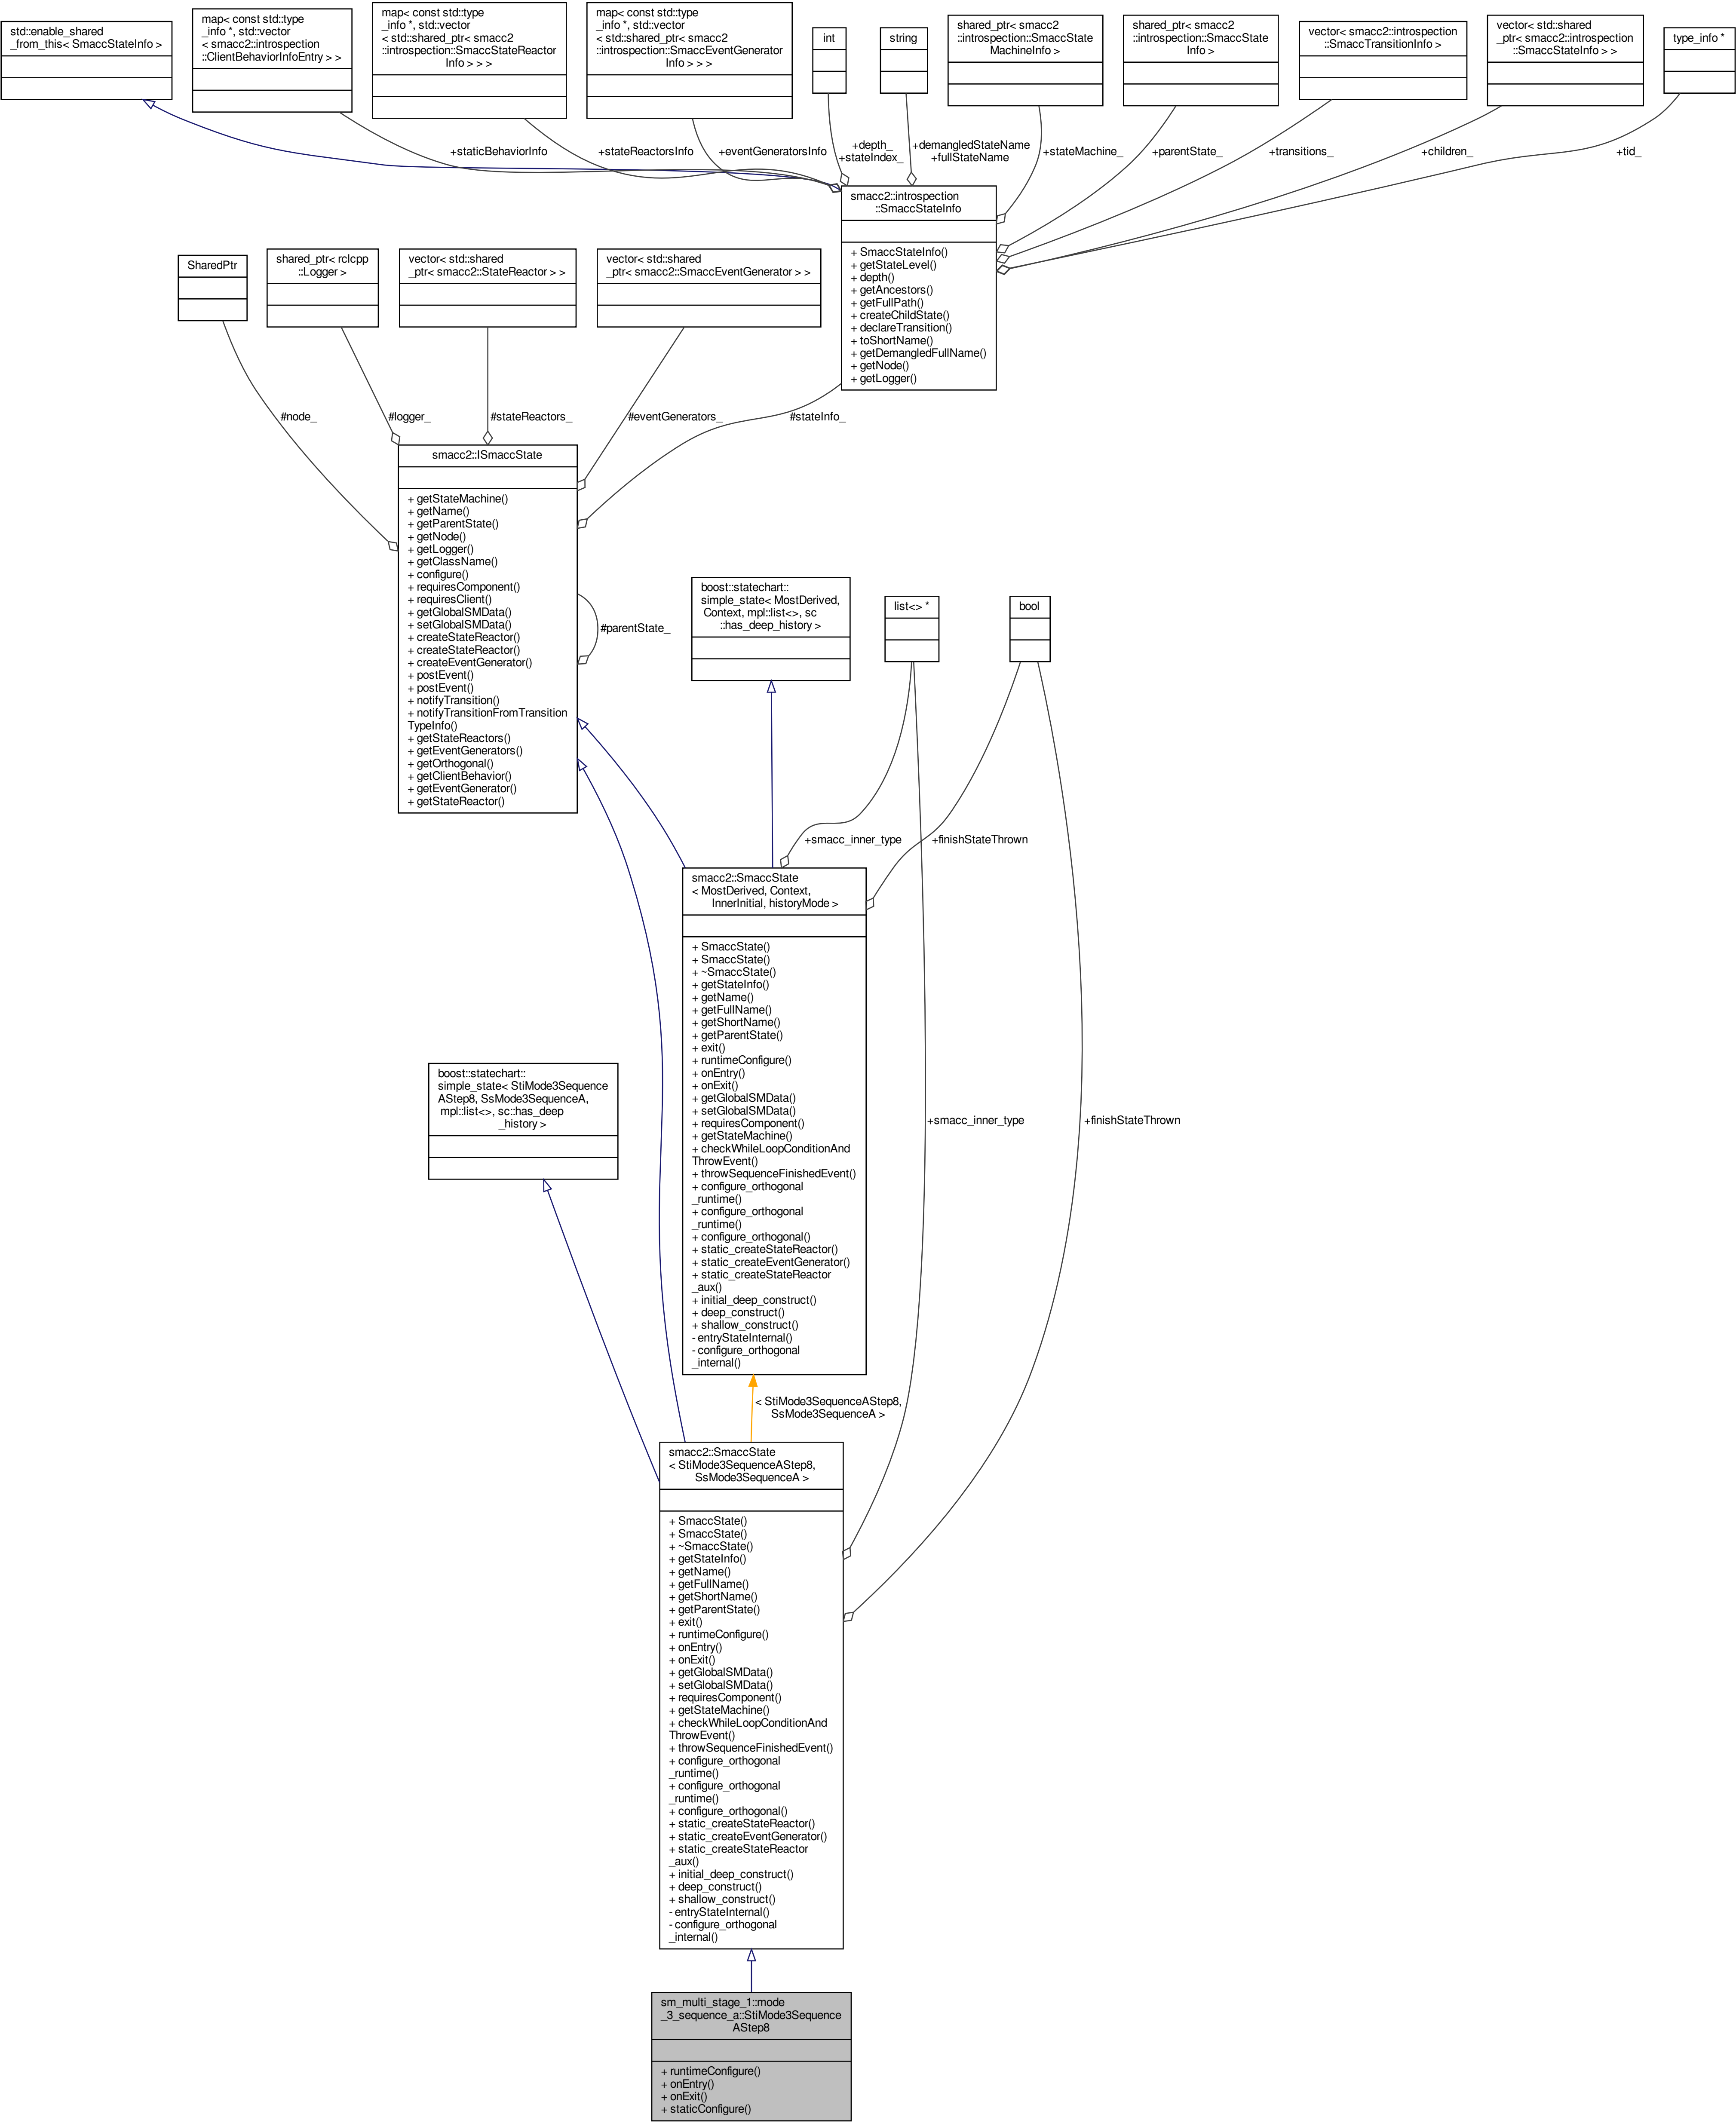 std::enable_shared
_from_this< SmaccStateInfo >
map< const std::type
_info *, std::vector
< smacc2::introspection
::ClientBehaviorInfoEntry > >
map< const std::type
_info *, std::vector
< std::shared_ptr< smacc2
::introspection::SmaccStateReactor
Info > > >
map< const std::type
_info *, std::vector
< std::shared_ptr< smacc2
::introspection::SmaccEventGenerator
Info > > >
int
string
shared_ptr< smacc2
::introspection::SmaccState
MachineInfo >
shared_ptr< smacc2
::introspection::SmaccState
Info >
vector< smacc2::introspection
::SmaccTransitionInfo >
vector< std::shared
_ptr< smacc2::introspection
::SmaccStateInfo > >
type_info *
+staticBehaviorInfo
+stateReactorsInfo
+eventGeneratorsInfo
+depth_
+stateIndex_
+demangledStateName
+fullStateName
+stateMachine_
+parentState_
+transitions_
+children_
+tid_
smacc2::introspection
::SmaccStateInfo
+ SmaccStateInfo()
+ getStateLevel()
+ depth()
+ getAncestors()
+ getFullPath()
+ createChildState()
+ declareTransition()
+ toShortName()
+ getDemangledFullName()
+ getNode()
+ getLogger()
SharedPtr
shared_ptr< rclcpp
::Logger >
vector< std::shared
_ptr< smacc2::StateReactor > >
vector< std::shared
_ptr< smacc2::SmaccEventGenerator > >
#node_
#logger_
#stateReactors_
#eventGenerators_
#stateInfo_
smacc2::ISmaccState
+ getStateMachine()
+ getName()
+ getParentState()
+ getNode()
+ getLogger()
+ getClassName()
+ configure()
+ requiresComponent()
+ requiresClient()
+ getGlobalSMData()
+ setGlobalSMData()
+ createStateReactor()
+ createStateReactor()
+ createEventGenerator()
+ postEvent()
+ postEvent()
+ notifyTransition()
+ notifyTransitionFromTransition
TypeInfo()
+ getStateReactors()
+ getEventGenerators()
+ getOrthogonal()
+ getClientBehavior()
+ getEventGenerator()
+ getStateReactor()
#parentState_
boost::statechart::
simple_state< MostDerived,
Context, mpl::list<>, sc
::has_deep_history >
list<> *
bool
+smacc_inner_type
+finishStateThrown
smacc2::SmaccState
< MostDerived, Context,
InnerInitial, historyMode >
+ SmaccState()
+ SmaccState()
+ ~SmaccState()
+ getStateInfo()
+ getName()
+ getFullName()
+ getShortName()
+ getParentState()
+ exit()
+ runtimeConfigure()
+ onEntry()
+ onExit()
+ getGlobalSMData()
+ setGlobalSMData()
+ requiresComponent()
+ getStateMachine()
+ checkWhileLoopConditionAnd
ThrowEvent()
+ throwSequenceFinishedEvent()
+ configure_orthogonal
_runtime()
+ configure_orthogonal
_runtime()
+ configure_orthogonal()
+ static_createStateReactor()
+ static_createEventGenerator()
+ static_createStateReactor
_aux()
+ initial_deep_construct()
+ deep_construct()
+ shallow_construct()
- entryStateInternal()
- configure_orthogonal
_internal()
boost::statechart::
simple_state< StiMode3Sequence
AStep8, SsMode3SequenceA,
mpl::list<>, sc::has_deep
_history >
+smacc_inner_type
+finishStateThrown
< StiMode3SequenceAStep8,
SsMode3SequenceA >
smacc2::SmaccState
< StiMode3SequenceAStep8,
SsMode3SequenceA >
+ SmaccState()
+ SmaccState()
+ ~SmaccState()
+ getStateInfo()
+ getName()
+ getFullName()
+ getShortName()
+ getParentState()
+ exit()
+ runtimeConfigure()
+ onEntry()
+ onExit()
+ getGlobalSMData()
+ setGlobalSMData()
+ requiresComponent()
+ getStateMachine()
+ checkWhileLoopConditionAnd
ThrowEvent()
+ throwSequenceFinishedEvent()
+ configure_orthogonal
_runtime()
+ configure_orthogonal
_runtime()
+ configure_orthogonal()
+ static_createStateReactor()
+ static_createEventGenerator()
+ static_createStateReactor
_aux()
+ initial_deep_construct()
+ deep_construct()
+ shallow_construct()
- entryStateInternal()
- configure_orthogonal
_internal()
sm_multi_stage_1::mode
_3_sequence_a::StiMode3Sequence
AStep8
+ runtimeConfigure()
+ onEntry()
+ onExit()
+ staticConfigure()